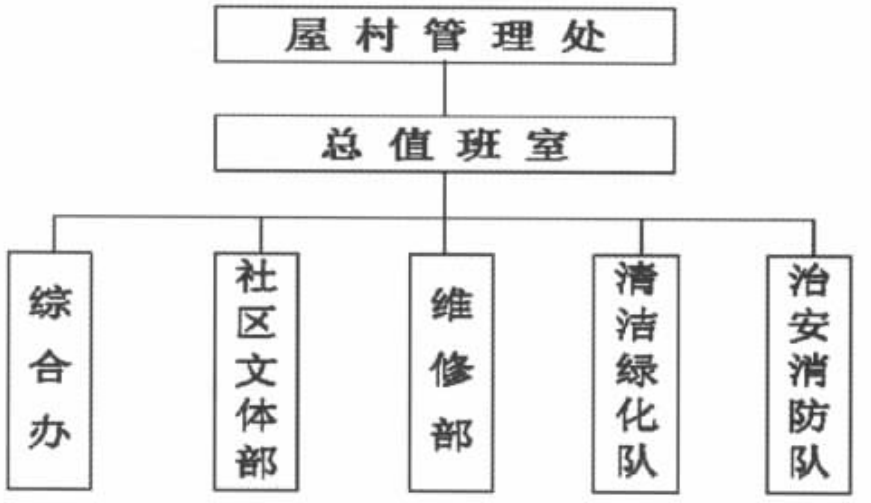 屋村管理处
总值班室
综合办
社区文体部
维修部
清洁绿化队
治安消防队